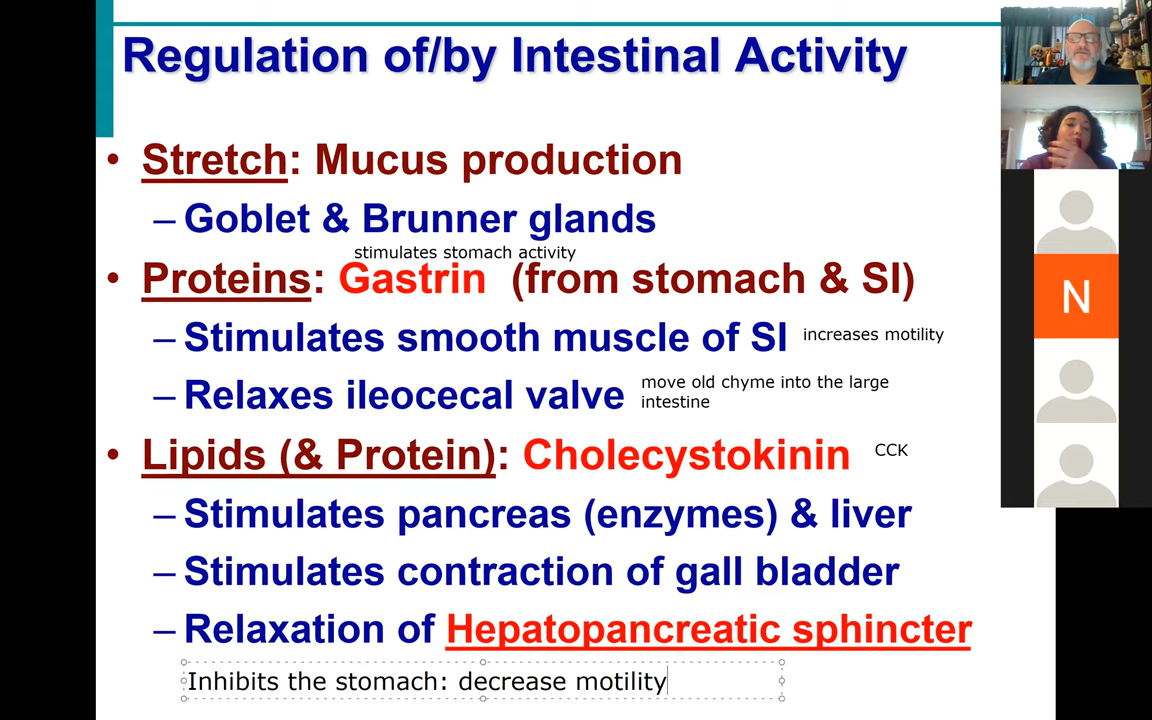 Regulation of/by Intestinal Activity
• Stretch: Mucus production
– Goblet & Brunner glands
stimulates stomach activity
• Proteins: Gastrin (from stomach & SI)
– Stimulates smooth muscle of SI increases motility
– Relaxes ileocecal valve move old chyme into the large
intestine
• Lipids (& Protein): Cholecystokinin CCK
– Stimulates pancreas (enzymes) & liver
– Stimulates contraction of gall bladder
– Relaxation of Hepatopancreatic sphincter
Inhibits the stomach: decrease motility
N